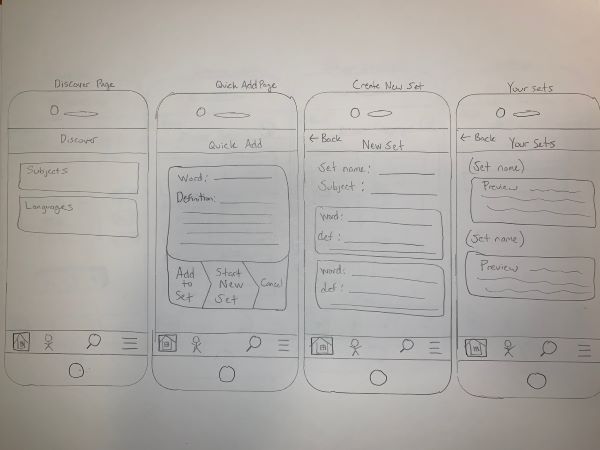 Discover Page
Discover
Subjects
Languages
Quick Add Page
Quick Add
Word:
Definition:
Add
to
Set
Start
New
Set
Cancel
Create New Set
← Back
New Set
Set name:
Subject:
Word:
def:
Word:
def:
Your sets
← Back
Your Sets
(Set name)
Preview
(Set name)
Preview